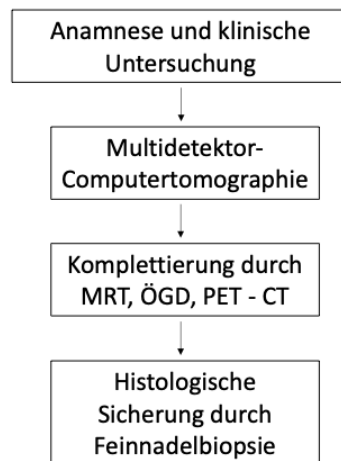 Anamnese und klinische
Untersuchung
Multidetektor-
Computertomographie
Komplettierung durch
MRT, ÖGD, PET - CT
Histologische
Sicherung durch
Feinnadelbiopsie